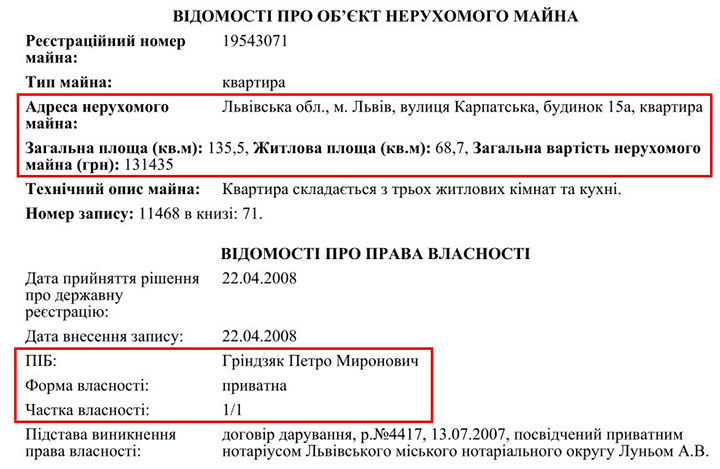 ВІДОМОСТІ ПРО ОБ’ЄКТ НЕРУХОМОГО МАЙНА
Реєстраційний номер майна: 19543071
Тип майна: квартира
Адреса нерухомого майна: Львівська обл., м. Львів, вулиця Карпатська, будинок 15а, квартира
Загальна площа (кв.м): 135,5, Житлова площа (кв.м): 68,7, Загальна вартість нерухомого
майна (грн): 131435
Технічний опис майна: Квартира складається з трьох житлових кімнат та кухні.
Номер запису: 11468 в книзі: 71.
ВІДОМОСТІ ПРО ПРАВА ВЛАСНОСТІ
Дата прийняття рішення про державну реєстрацію: 22.04.2008
Дата внесення запису: 22.04.2008
ПІБ: Гріндзяк Петро Миронович
Форма власності: приватна
Частка власності: 1/1
Підстава виникнення права власності: договір дарування, р.№4417, 13.07.2007, посвідчений приватним
нотаріусом Львівського міського нотаріального округу Луньом А.В.